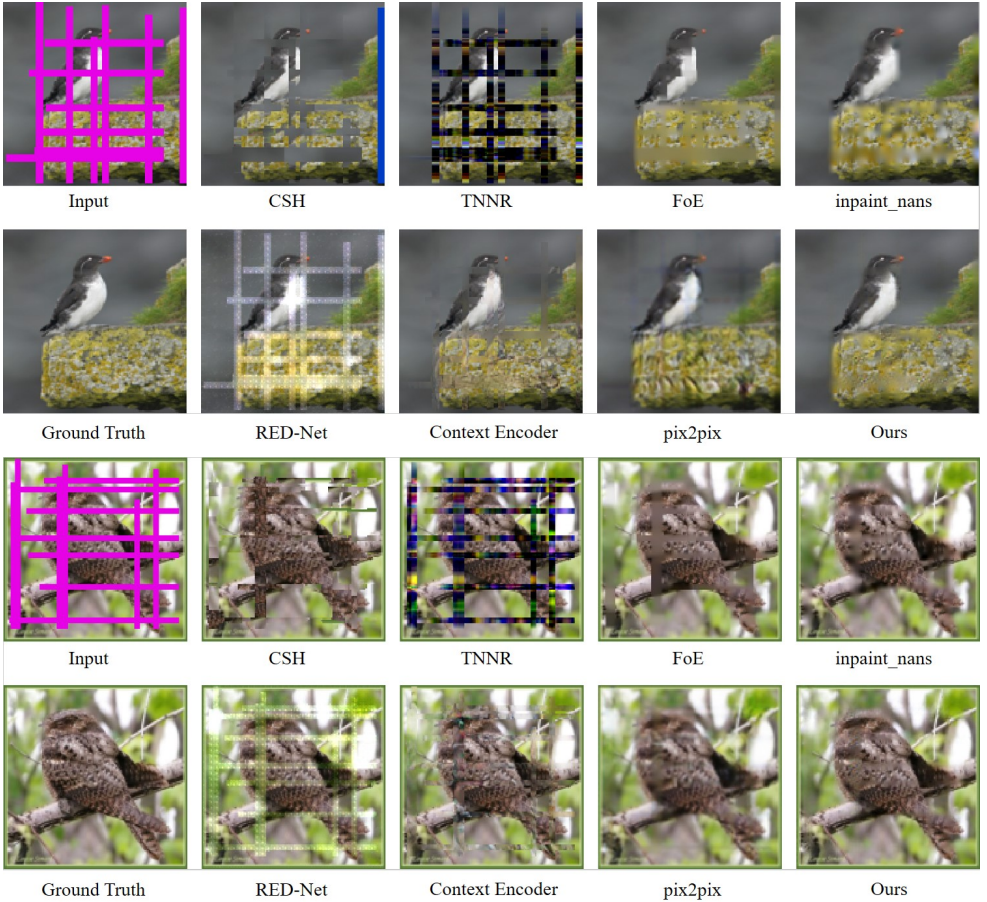 Input CSH TNNR FoE inpaint_nans
Ground Truth RED-Net Context Encoder pix2pix Ours
Input CSH TNNR FoE inpaint_nans
Ground Truth RED-Net Context Encoder pix2pix Ours